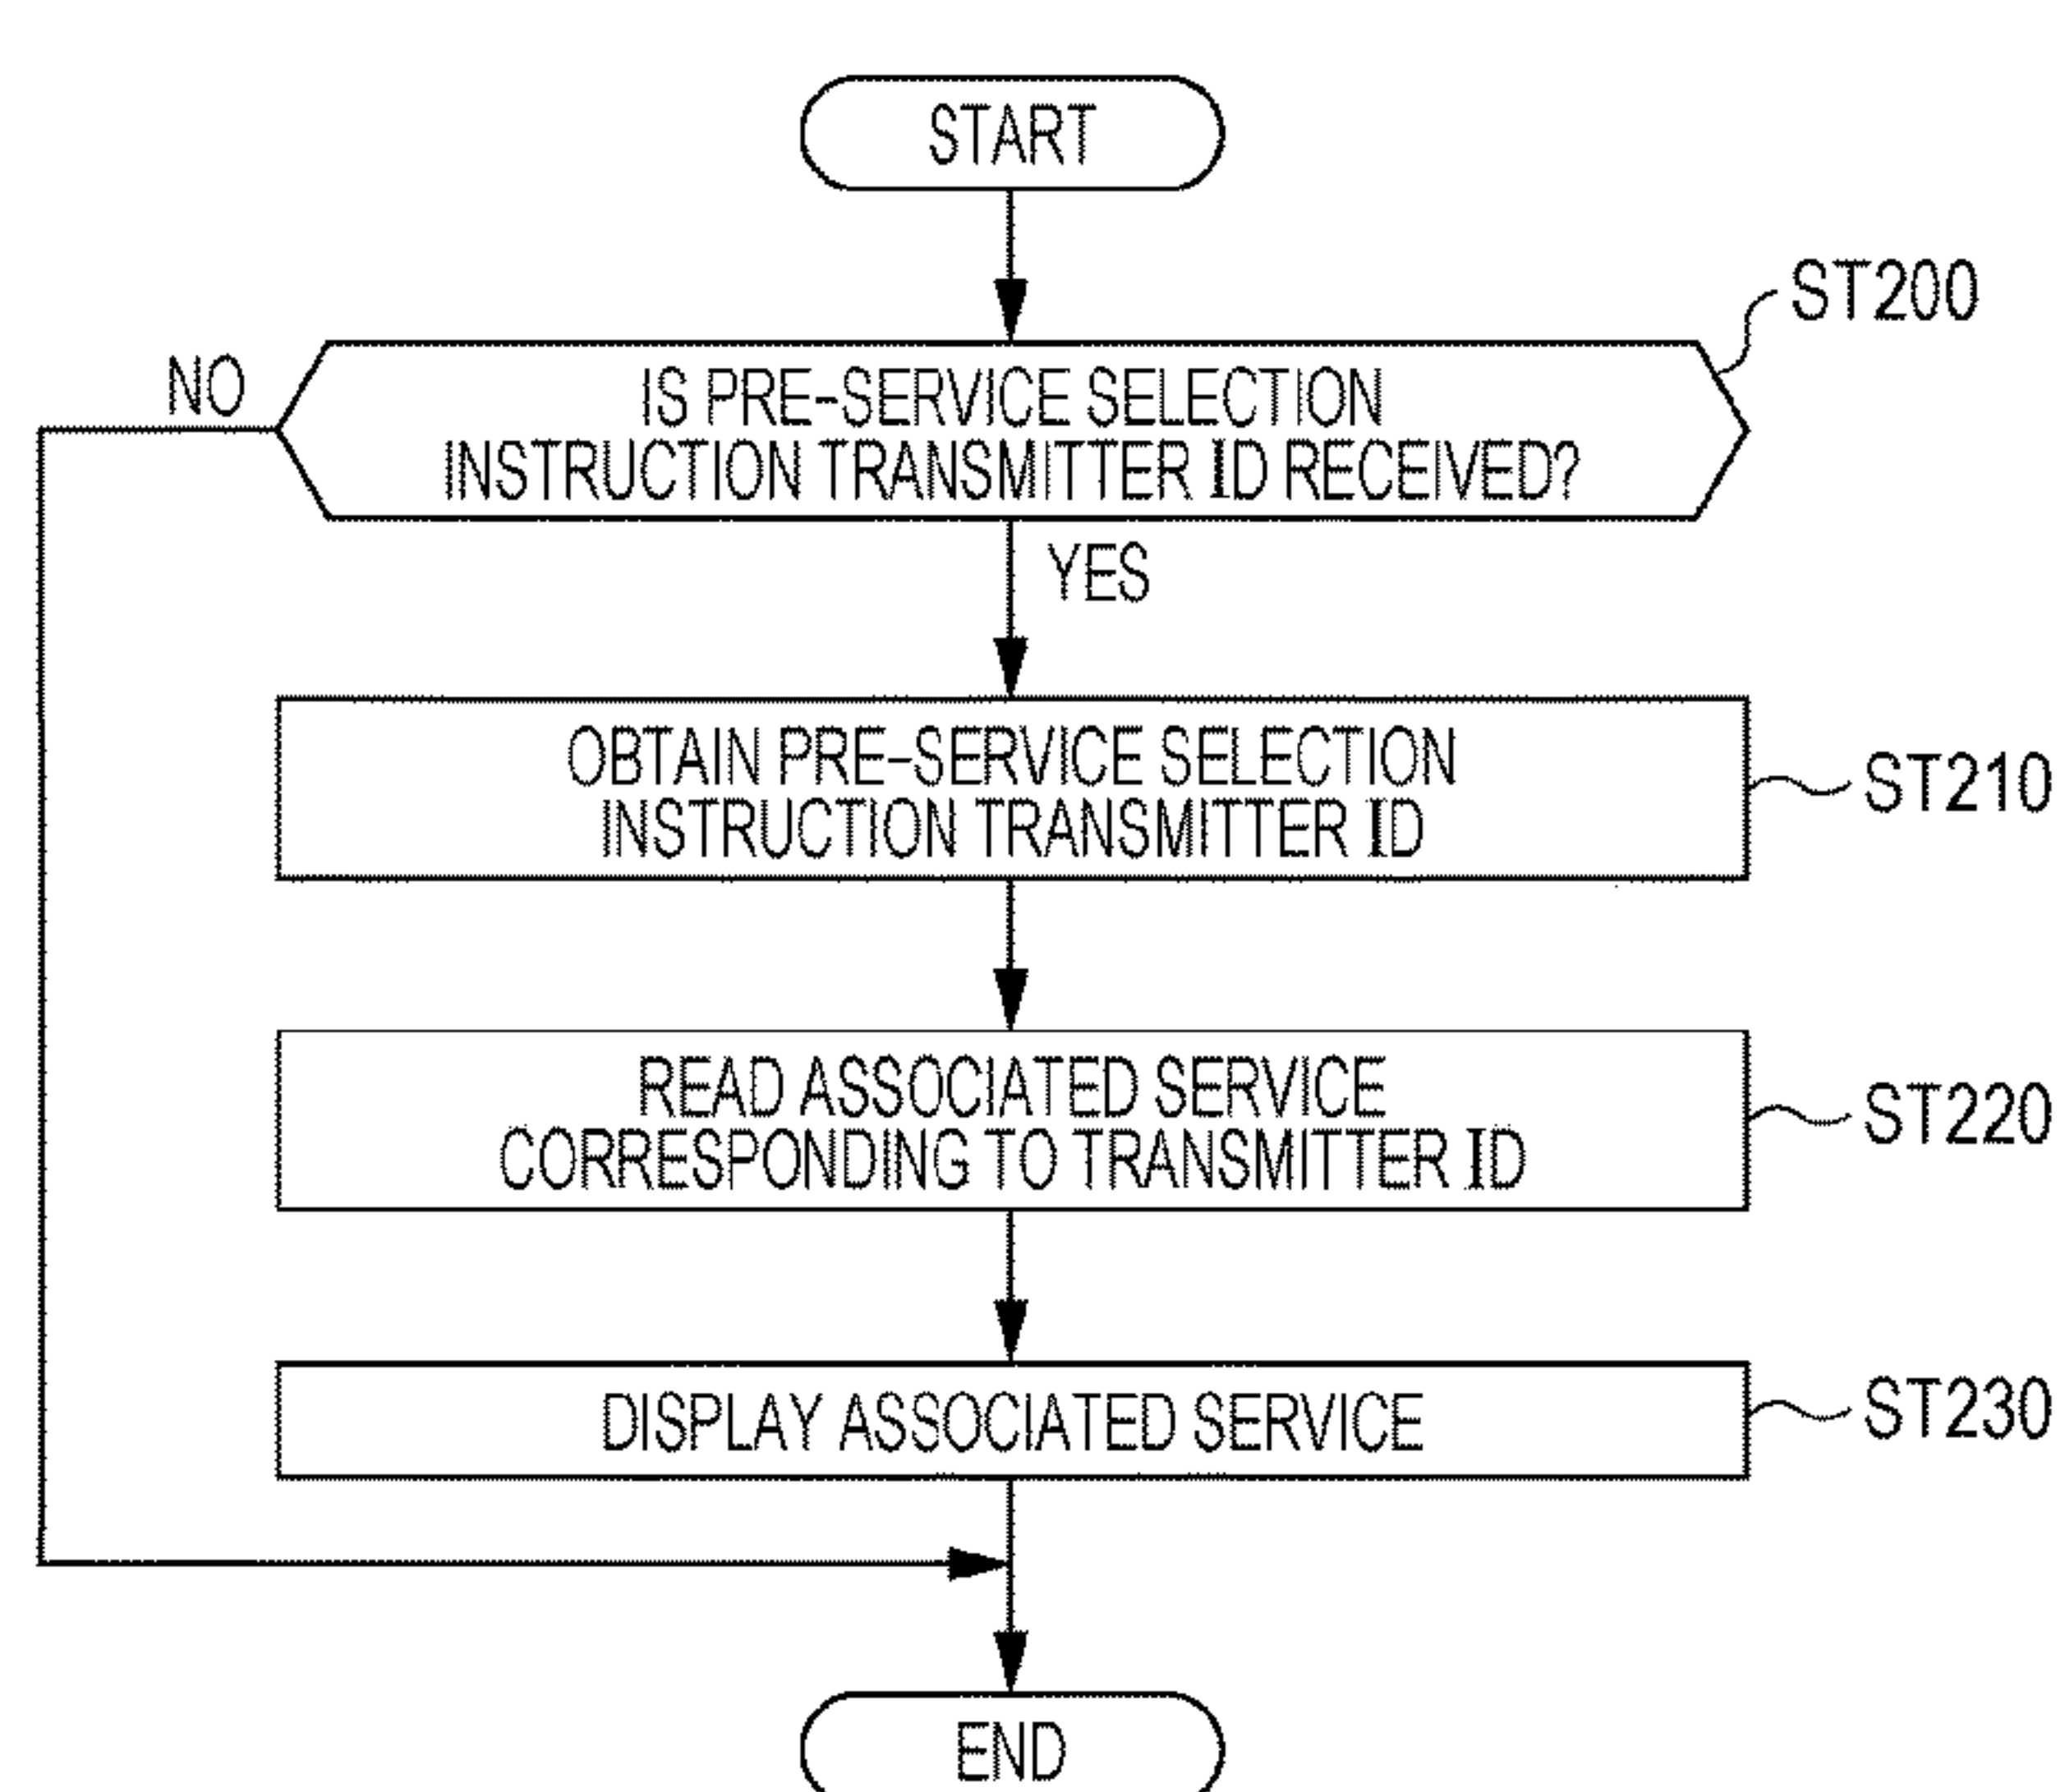 START
ST200
NO
IS PRE-SERVICE SELECTION
INSTRUCTION TRANSMITTER ID RECEIVED?
YES
OBTAIN PRE-SERVICE SELECTION
INSTRUCTION TRANSMITTER ID
ST210
READ ASSOCIATED SERVICE
CORRESPONDING TO TRANSMITTER ID
ST220
DISPLAY ASSOCIATED SERVICE
ST230
END